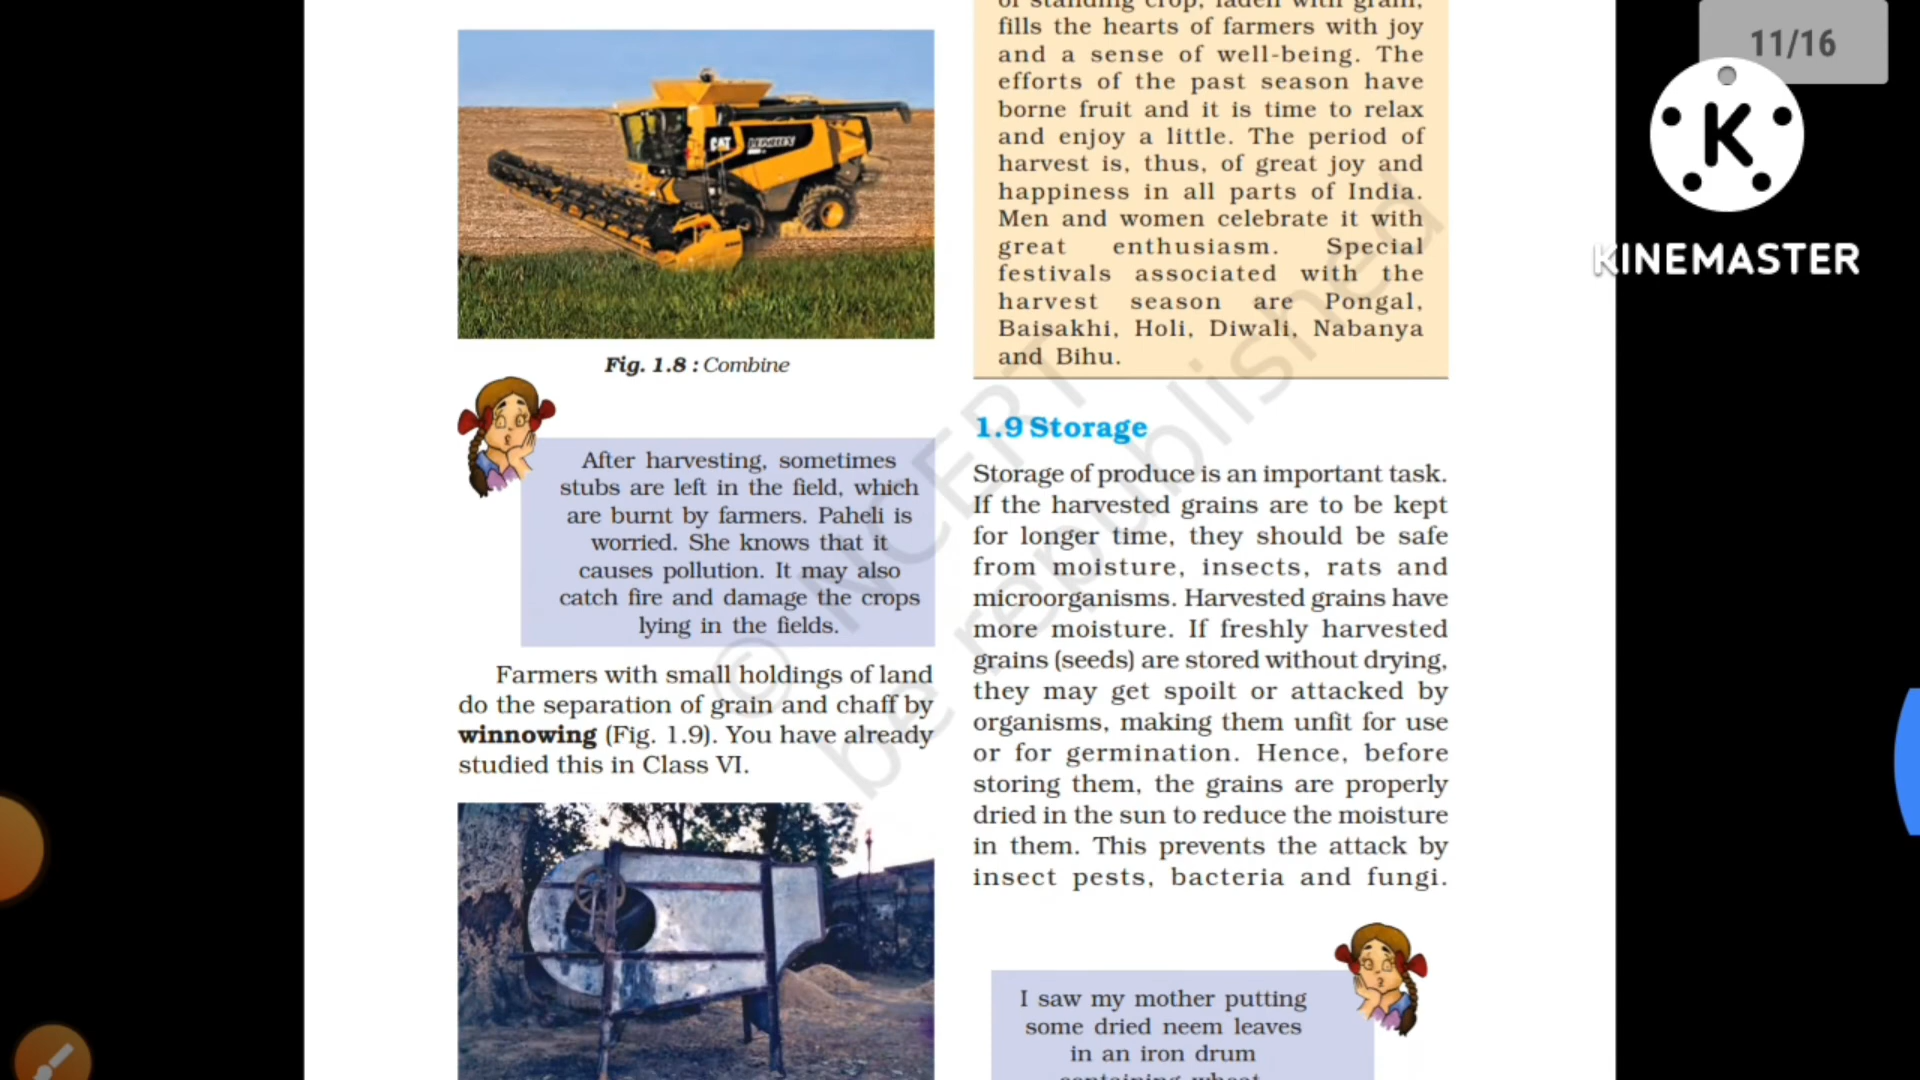 CAT
Fig. 1.8 : Combine
After harvesting, sometimes
stubs are left in the field, which
are burnt by farmers. Paheli is
worried. She knows that it
causes pollution. It may also
catch fire and damage the crops
lying in the fields.
Farmers with small holdings of land
do the separation of grain and chaff by
winnowing (Fig. 1.9). You have already
studied this in Class VI.
of standing crop, laden with grain,
fills the hearts of farmers with joy
and a sense of well-being. The
efforts of the past season have
borne fruit and it is time to relax
and enjoy a little. The period of
harvest is, thus, of great joy and
happiness in all parts of India.
Men and women celebrate it with
great enthusiasm. Special
festivals associated with the
harvest season are Pongal,
Baisakhi, Holi, Diwali, Nabanya
and Bihu.
1.9 Storage
Storage of produce is an important task.
If the harvested grains are to be kept
for longer time, they should be safe
from moisture, insects, rats and
microorganisms. Harvested grains have
more moisture. If freshly harvested
grains (seeds) are stored without drying,
they may get spoilt or attacked by
organisms, making them unfit for use
or for germination. Hence, before
storing them, the grains are properly
dried in the sun to reduce the moisture
in them. This prevents the attack by
insect pests, bacteria and fungi.
I saw my mother putting
some dried neem leaves
in an iron drum
containing wheat
© NCERT
be republished
11/16
K
KINEMASTER